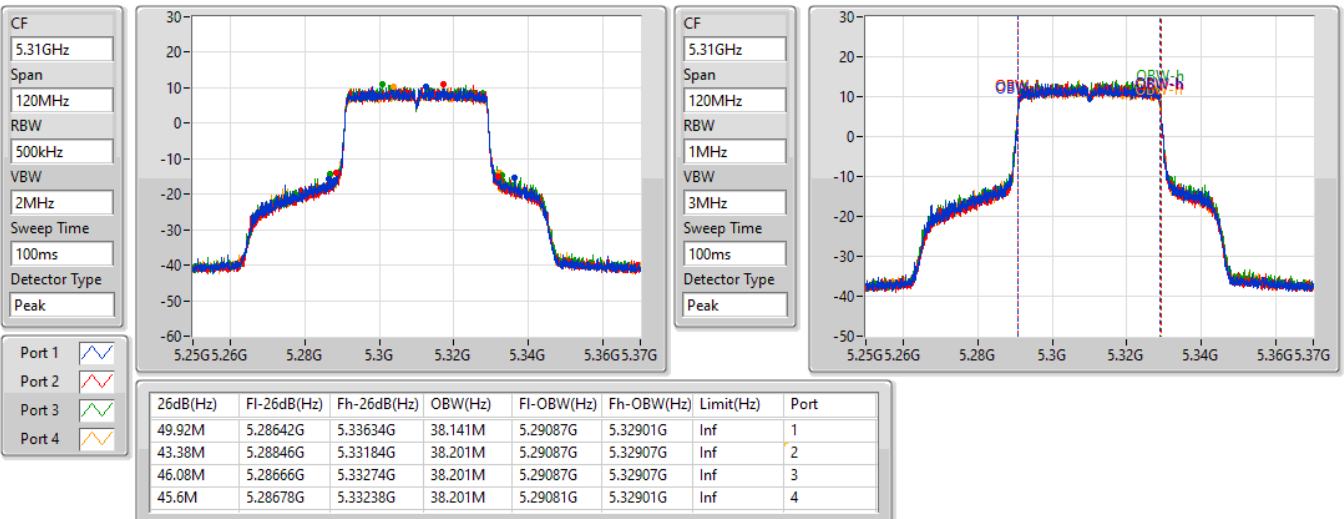 CF
5.31GHz
Span
120MHz
RBW
500kHz
VBW
2MHz
Sweep Time
100ms
Detector Type
Peak
30
20
10
0
-10
-20
-30
-40
-50
-60
5.25G 5.26G 5.28G 5.3G 5.32G 5.34G 5.36G 5.37G
CF
5.31GHz
Span
120MHz
RBW
1MHz
VBW
3MHz
Sweep Time
100ms
Detector Type
Peak
30
20
10
0
-10
-20
-30
-40
-50
OBW-h
OBW-h
OBW-h
5.25G 5.26G 5.28G 5.3G 5.32G 5.34G 5.36G 5.37G
Port 1
Port 2
Port 3
Port 4
26dB(Hz) Fl-26dB(Hz) Fh-26dB(Hz) OBW(Hz) Fl-OBW(Hz) Fh-OBW(Hz) Limit(Hz) Port
49.92M 5.28642G 5.33634G 38.141M 5.29087G 5.32901G Inf 1
43.38M 5.28846G 5.33184G 38.201M 5.29087G 5.32907G Inf 2
46.08M 5.28666G 5.33274G 38.201M 5.29087G 5.32907G Inf 3
45.6M 5.28678G 5.33238G 38.201M 5.29081G 5.32901G Inf 4